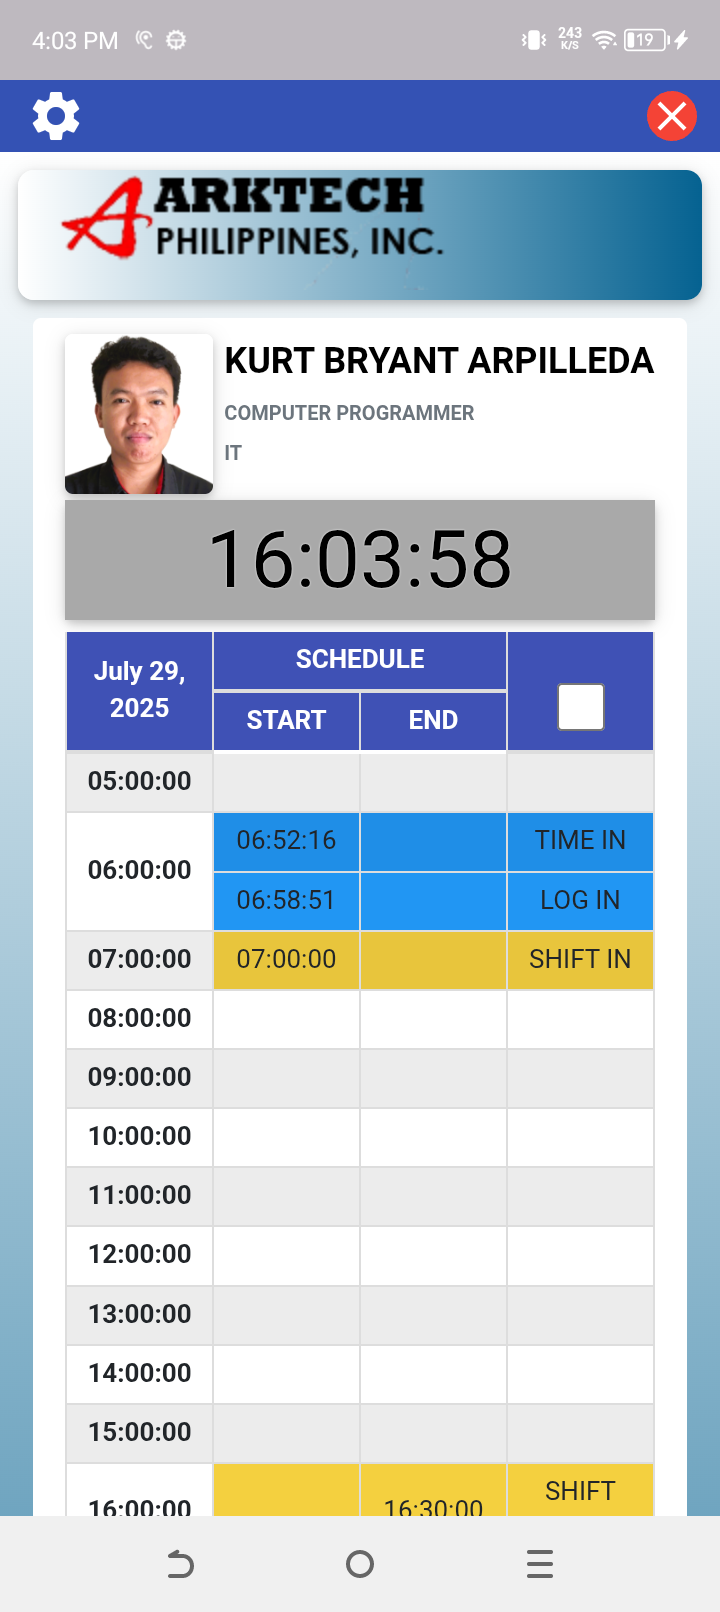 4:03 PM 243 K/S 19
ARKTECH
PHILIPPINES, INC.
KURT BRYANT ARPILLEDA
COMPUTER PROGRAMMER
IT
16:03:58
July 29, 2025
SCHEDULE
START END
05:00:00
06:00:00
06:52:16 TIME IN
06:58:51 LOG IN
07:00:00 07:00:00 SHIFT IN
08:00:00
09:00:00
10:00:00
11:00:00
12:00:00
13:00:00
14:00:00
15:00:00
16:00:00 16:30:00 SHIFT